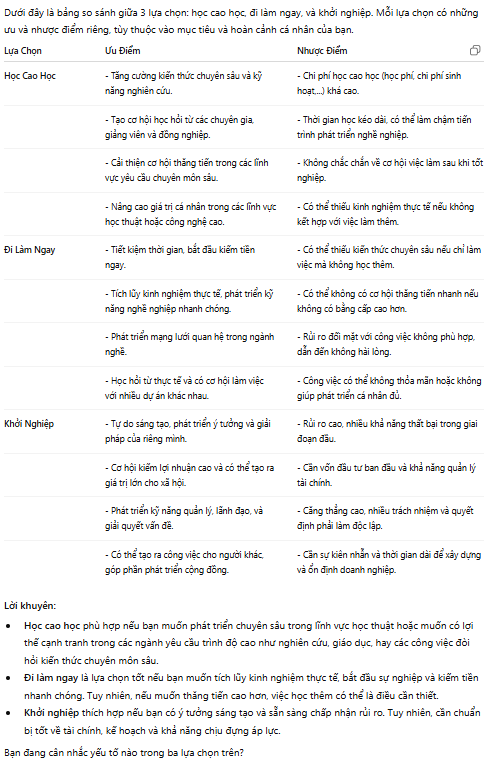 Dưới đây là bảng so sánh giữa 3 lựa chọn: học cao học, đi làm ngay, và khởi nghiệp. Mỗi lựa chọn có những
ưu và nhược điểm riêng, tùy thuộc vào mục tiêu và hoàn cảnh cá nhân của bạn.
Lựa Chọn Ưu Điểm Nhược Điểm
Học Cao Học - Tăng cường kiến thức chuyên sâu và kỹ - Chi phí học cao học (học phí, chi phí sinh
năng nghiên cứu. hoạt,...) khá cao.
- Tạo cơ hội học hỏi từ các chuyên gia, - Thời gian học kéo dài, có thể làm chậm tiến
giảng viên và đồng nghiệp. trình phát triển nghề nghiệp.
- Cải thiện cơ hội thăng tiến trong các lĩnh - Không chắc chắn về cơ hội việc làm sau khi tốt
vực yêu cầu chuyên môn sâu. nghiệp.
- Nâng cao giá trị cá nhân trong các lĩnh vực - Có thể thiếu kinh nghiệm thực tế nếu không
học thuật hoặc công nghệ cao. kết hợp với việc làm thêm.
Đi Làm Ngay - Tiết kiệm thời gian, bắt đầu kiếm tiền - Có thể thiếu kiến thức chuyên sâu nếu chỉ làm
ngay. việc mà không học thêm.
- Tích lũy kinh nghiệm thực tế, phát triển kỹ - Có thể không có cơ hội thăng tiến nhanh nếu
năng nghề nghiệp nhanh chóng. không có bằng cấp cao hơn.
- Phát triển mạng lưới quan hệ trong ngành - Rủi ro đối mặt với công việc không phù hợp,
nghề. dẫn đến không hài lòng.
- Học hỏi từ thực tế và có cơ hội làm việc - Công việc có thể không thỏa mãn hoặc không
với nhiều dự án khác nhau. giúp phát triển cá nhân đủ.
Khởi Nghiệp - Tự do sáng tạo, phát triển ý tưởng và giải - Rủi ro cao, nhiều khả năng thất bại trong giai
pháp của riêng mình. đoạn đầu.
- Cơ hội kiếm lợi nhuận cao và có thể tạo ra - Cần vốn đầu tư ban đầu và khả năng quản lý
giá trị lớn cho xã hội. tài chính.
- Phát triển kỹ năng quản lý, lãnh đạo, và - Căng thẳng cao, nhiều trách nhiệm và quyết
giải quyết vấn đề. định phải làm độc lập.
- Có thể tạo ra công việc cho người khác, - Cần sự kiên nhẫn và thời gian dài để xây dựng
góp phần phát triển cộng đồng. và ổn định doanh nghiệp.
Lời khuyên:
• Học cao học phù hợp nếu bạn muốn phát triển chuyên sâu trong lĩnh vực học thuật hoặc muốn có lợi
thế cạnh tranh trong các ngành yêu cầu trình độ cao như nghiên cứu, giáo dục, hay các công việc đòi
hỏi kiến thức chuyên môn sâu.
• Đi làm ngay là lựa chọn tốt nếu bạn muốn tích lũy kinh nghiệm thực tế, bắt đầu sự nghiệp và kiếm tiền
nhanh chóng. Tuy nhiên, nếu muốn thăng tiến cao hơn, việc học thêm có thể là điều cần thiết.
• Khởi nghiệp thích hợp nếu bạn có ý tưởng sáng tạo và sẵn sàng chấp nhận rủi ro. Tuy nhiên, cần chuẩn
bị tốt về tài chính, kế hoạch và khả năng chịu đựng áp lực.
Bạn đang cân nhắc yếu tố nào trong ba lựa chọn trên?